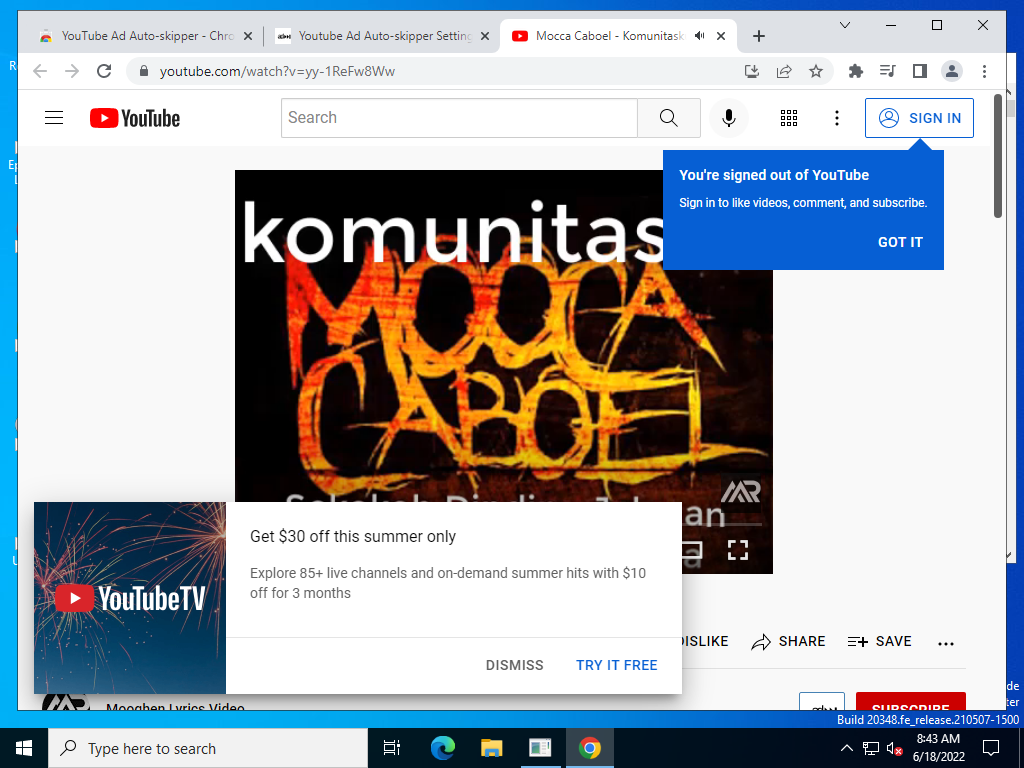 YouTube Ad Auto-skipper - Chro
Youtube Ad Auto-skipper Setting
Mocca Caboel - Komunitask
youtube.com/watch?v=yy-1ReFw8Ww
YouTube
Search
SIGN IN
You're signed out of YouTube
Sign in to like videos, comment, and subscribe.
GOT IT
komunitas
MOCCA
CABOEL
YouTubeTV
Get $30 off this summer only
Explore 85+ live channels and on-demand summer hits with $10
off for 3 months
DISMISS
TRY IT FREE
DISLIKE
SHARE
SAVE
Mooghen Lyrics Video
SUBSCRIBE
Build 20348.fe_release.210507-1500
Type here to search
8:43 AM
6/18/2022